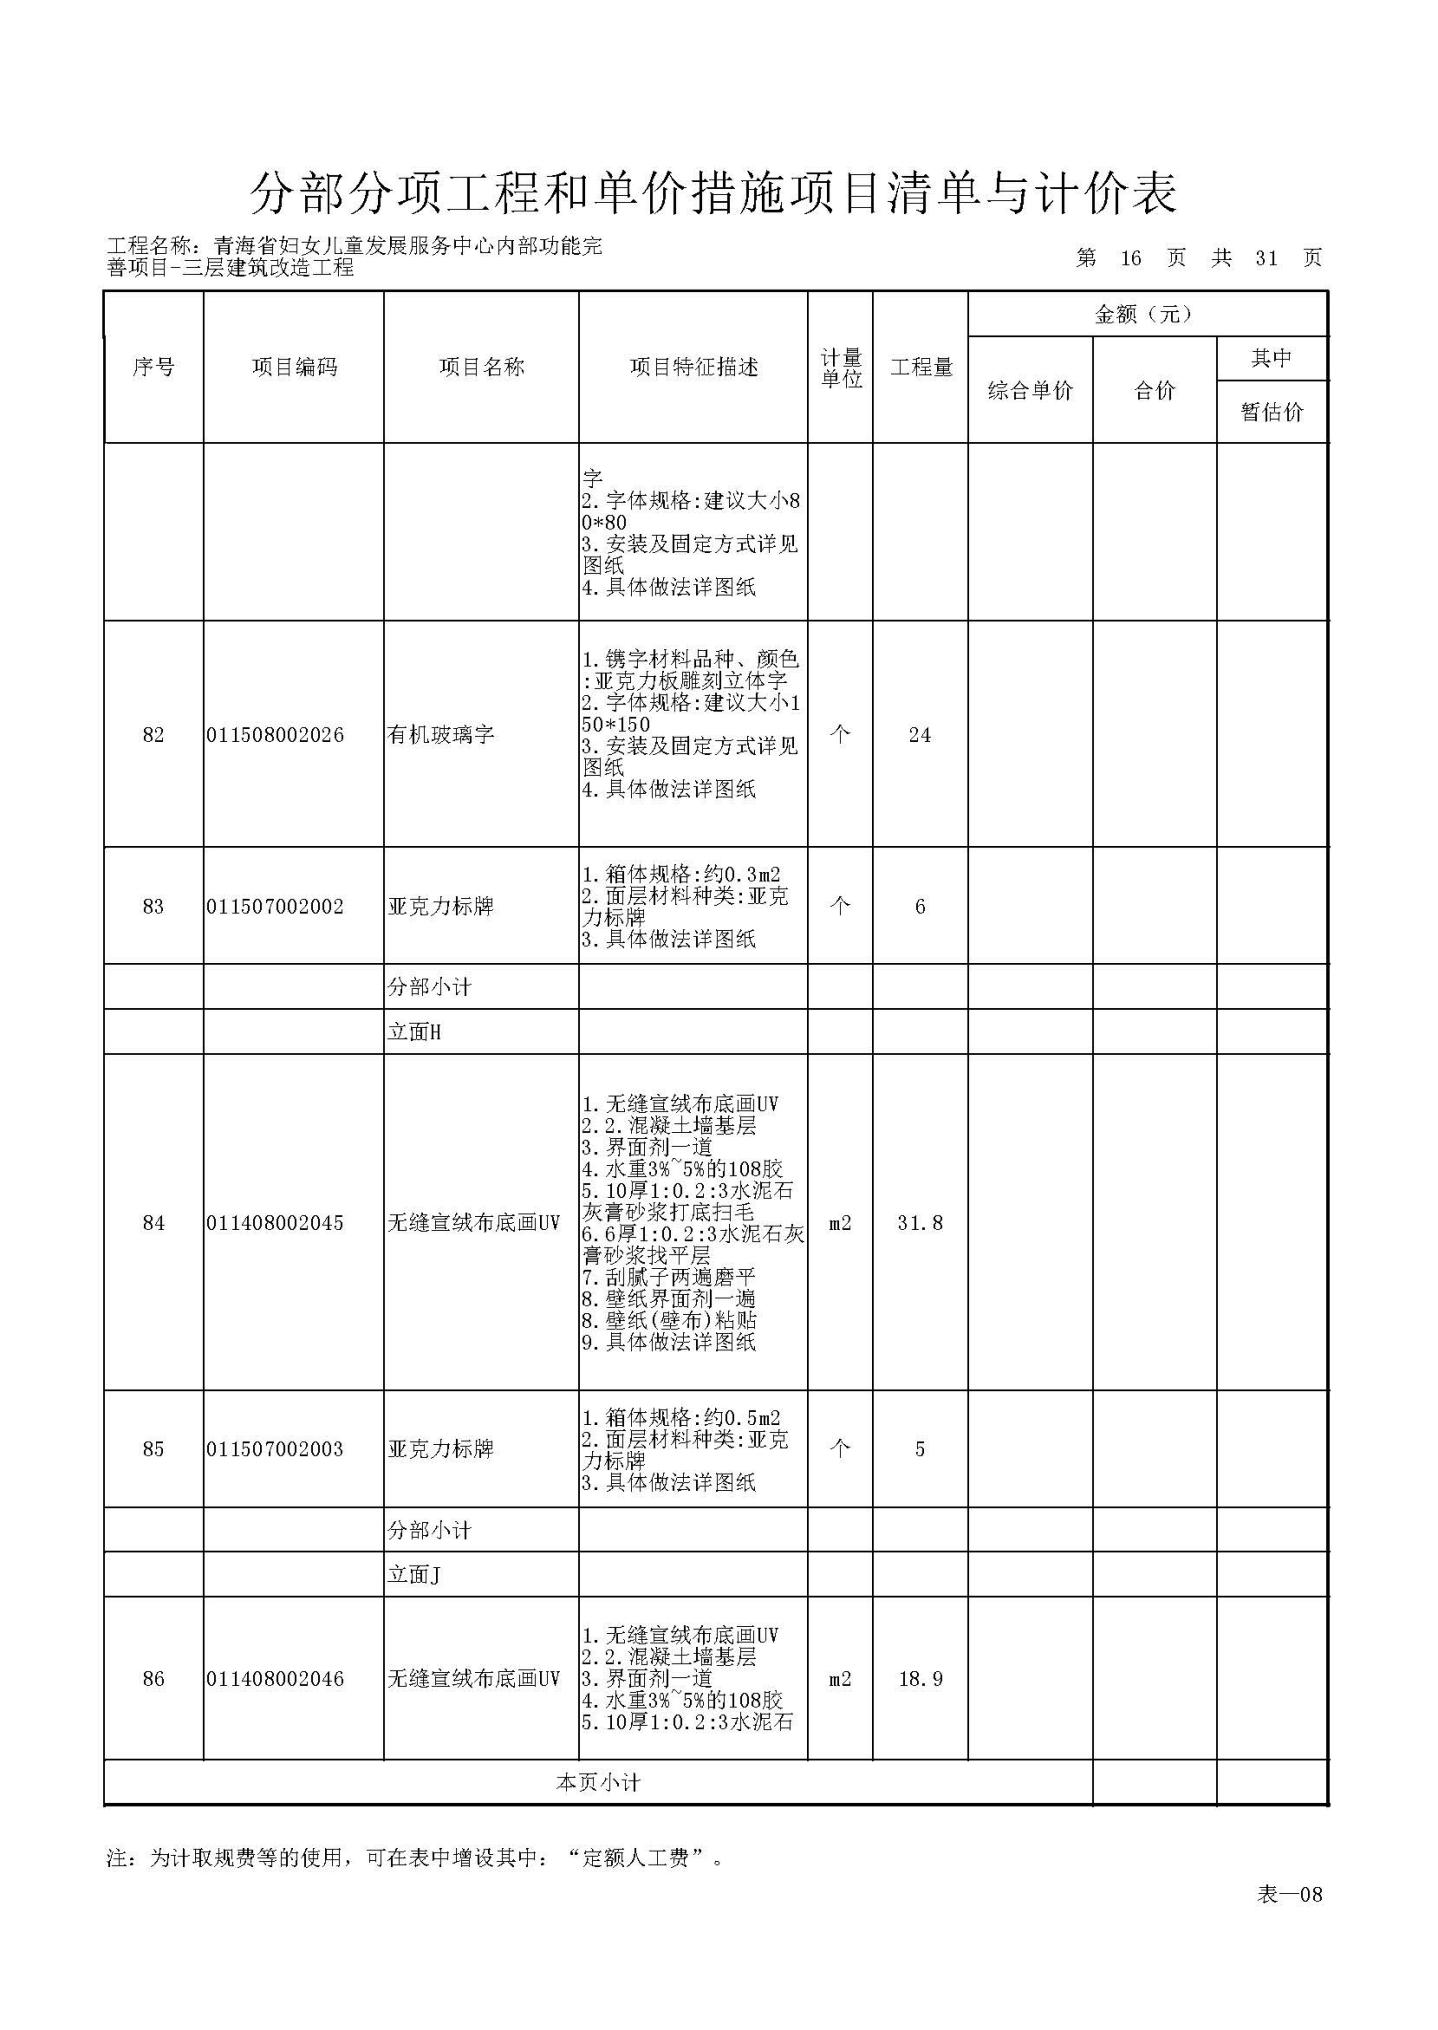 分部分项工程和单价措施项目清单与计价表
工程名称：青海省妇女儿童发展服务中心内部功能完
善项目-三层建筑改造工程
第 16 页 共 31 页
序号 项目编码 项目名称 项目特征描述 计量单位 工程量 金额（元）
综合单价 合价 其中
暂估价
字
2.字体规格:建议大小8
0*80
3.安装及固定方式详见
图纸
4.具体做法详图纸
82 011508002026 有机玻璃字
1.镌字材料品种、颜色
:亚克力板雕刻立体字
2.字体规格:建议大小1
50*150
3.安装及固定方式详见
图纸
4.具体做法详图纸
个 24
83 011507002002 亚克力标牌
1.箱体规格:约0.3m2
2.面层材料种类:亚克
力标牌
3.具体做法详图纸
个 6
分部小计
立面H
84 011408002045 无缝宣绒布底画UV
1.无缝宣绒布底画UV
2.2.混凝土墙基层
3.界面剂一道
4.水重3%~5%的108胶
5.10厚1:0.2:3水泥石
灰膏砂浆打底扫毛
6.6厚1:0.2:3水泥石灰
膏砂浆找平层
7.刮腻子两遍磨平
8.壁纸界面剂一遍
8.壁纸(壁布)粘贴
9.具体做法详图纸
m2 31.8
85 011507002003 亚克力标牌
1.箱体规格:约0.5m2
2.面层材料种类:亚克
力标牌
3.具体做法详图纸
个 5
分部小计
立面J
86 011408002046 无缝宣绒布底画UV
1.无缝宣绒布底画UV
2.2.混凝土墙基层
3.界面剂一道
4.水重3%~5%的108胶
5.10厚1:0.2:3水泥石
m2 18.9
本页小计
注：为计取规费等的使用，可在表中增设其中：“定额人工费”。
表—08